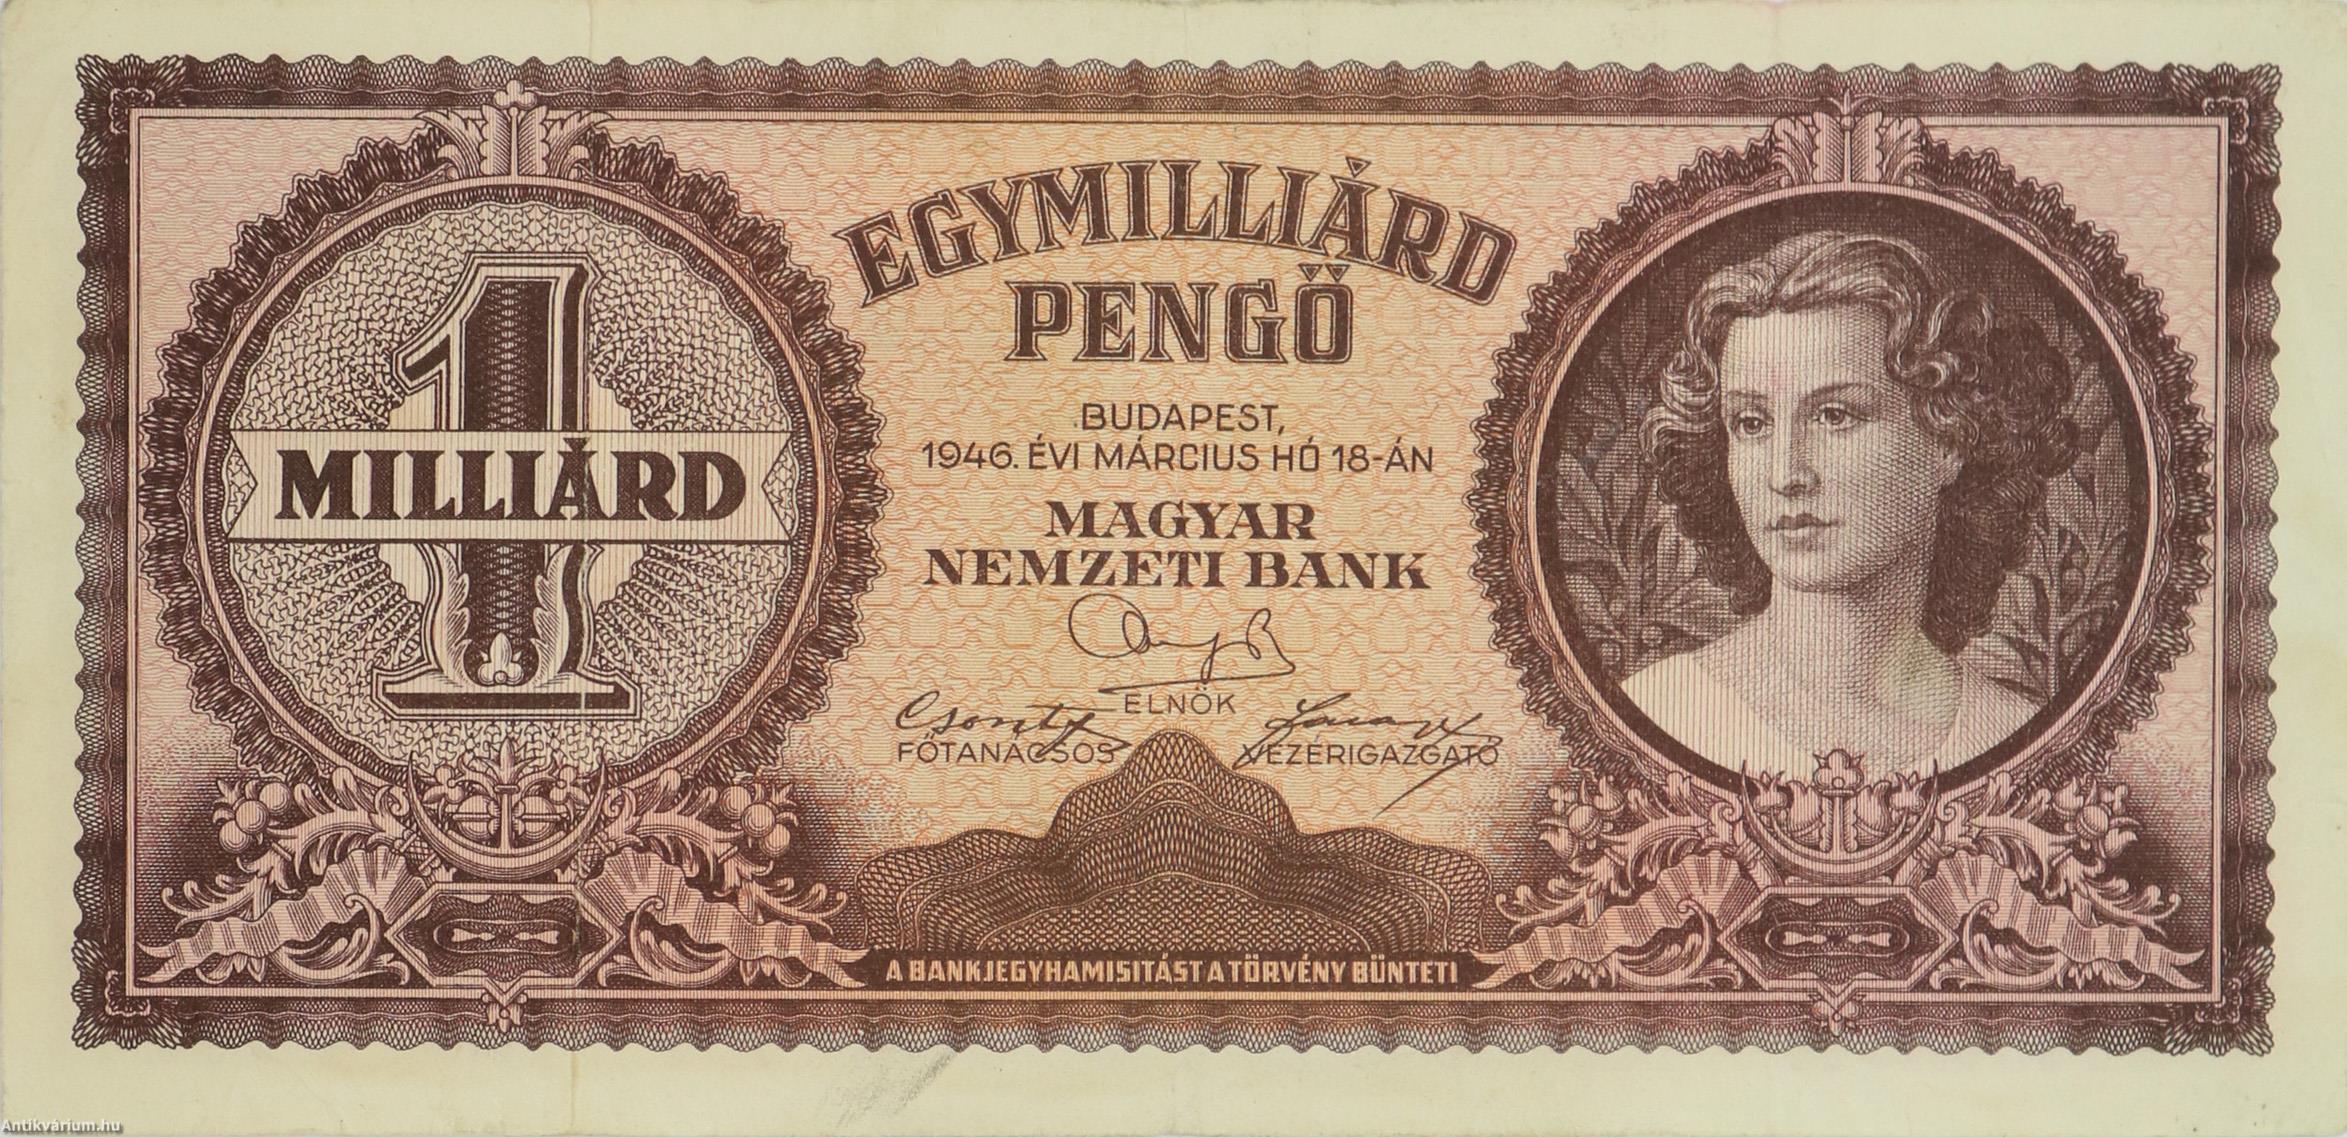 EGYMILLIÁRD
PENGŐ
1
MILLIÁRD
BUDAPEST,
1946. ÉVI MÁRCIUS HÓ 18-ÁN
MAGYAR
NEMZETI BANK
ELNÖK
FŐTANÁCSOS
VEZÉRIGAZGATÓ
A BANKJEGYHAMISITÁST A TÖRVÉNY BÜNTETI
Antikvárium.hu